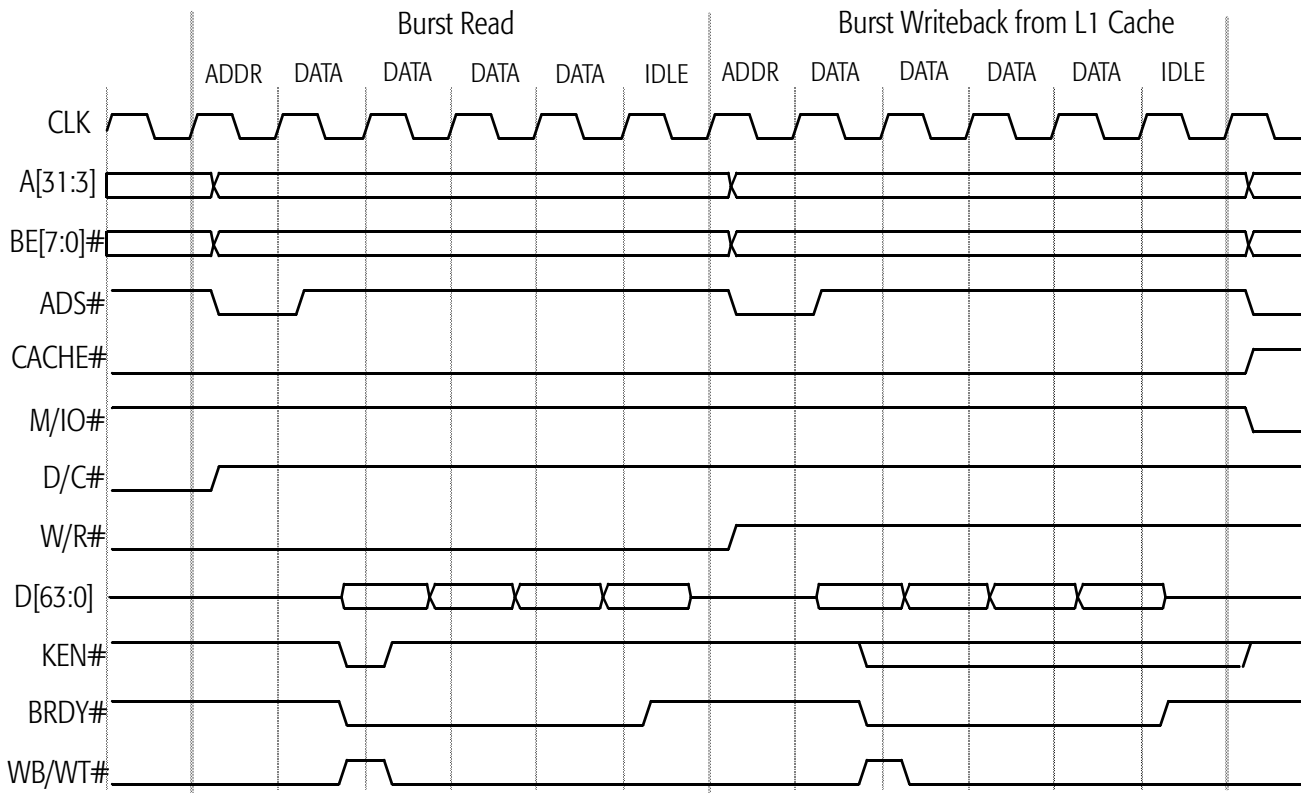 Burst Read
Burst Writeback from L1 Cache
ADDR DATA DATA DATA DATA IDLE ADDR DATA DATA DATA DATA IDLE
CLK
A[31:3]
BE[7:0]#
ADS#
CACHE#
M/IO#
D/C#
W/R#
D[63:0]
KEN#
BRDY#
WB/WT#